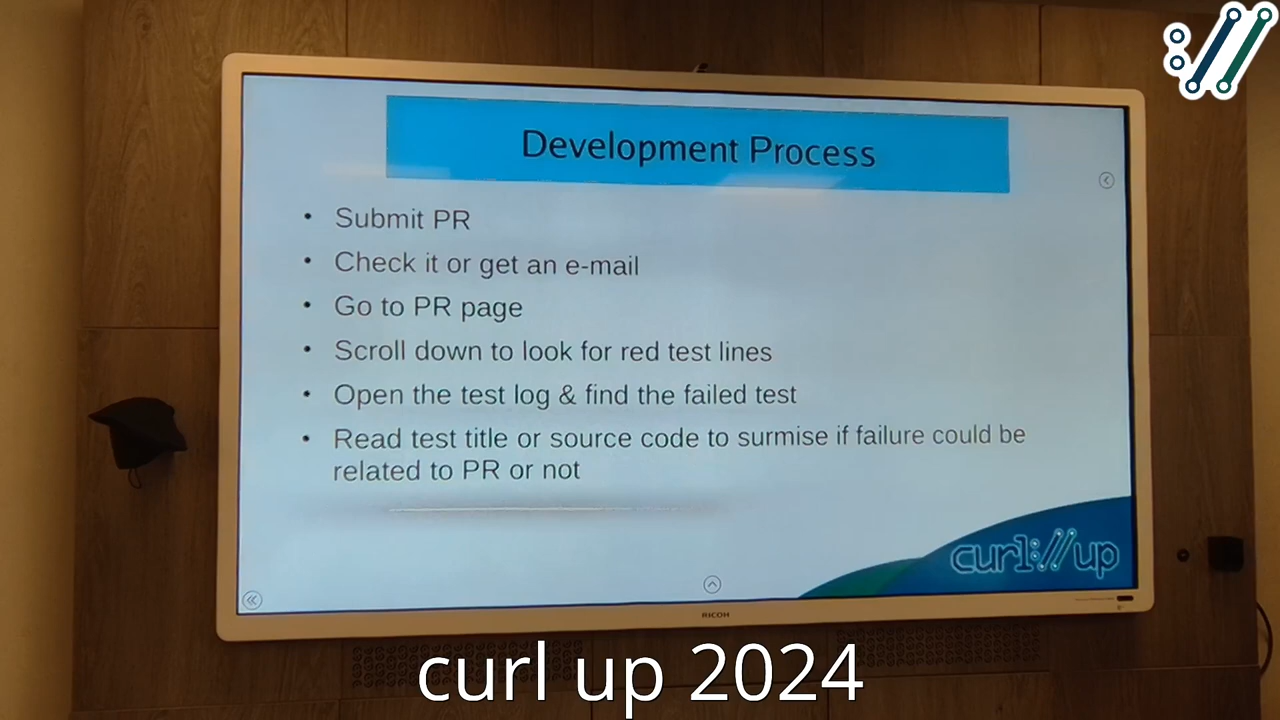 Development Process
• Submit PR
• Check it or get an e-mail
• Go to PR page
• Scroll down to look for red test lines
• Open the test log & find the failed test
• Read test title or source code to surmise if failure could be
related to PR or not
curl:// up
RICOH
curl up 2024